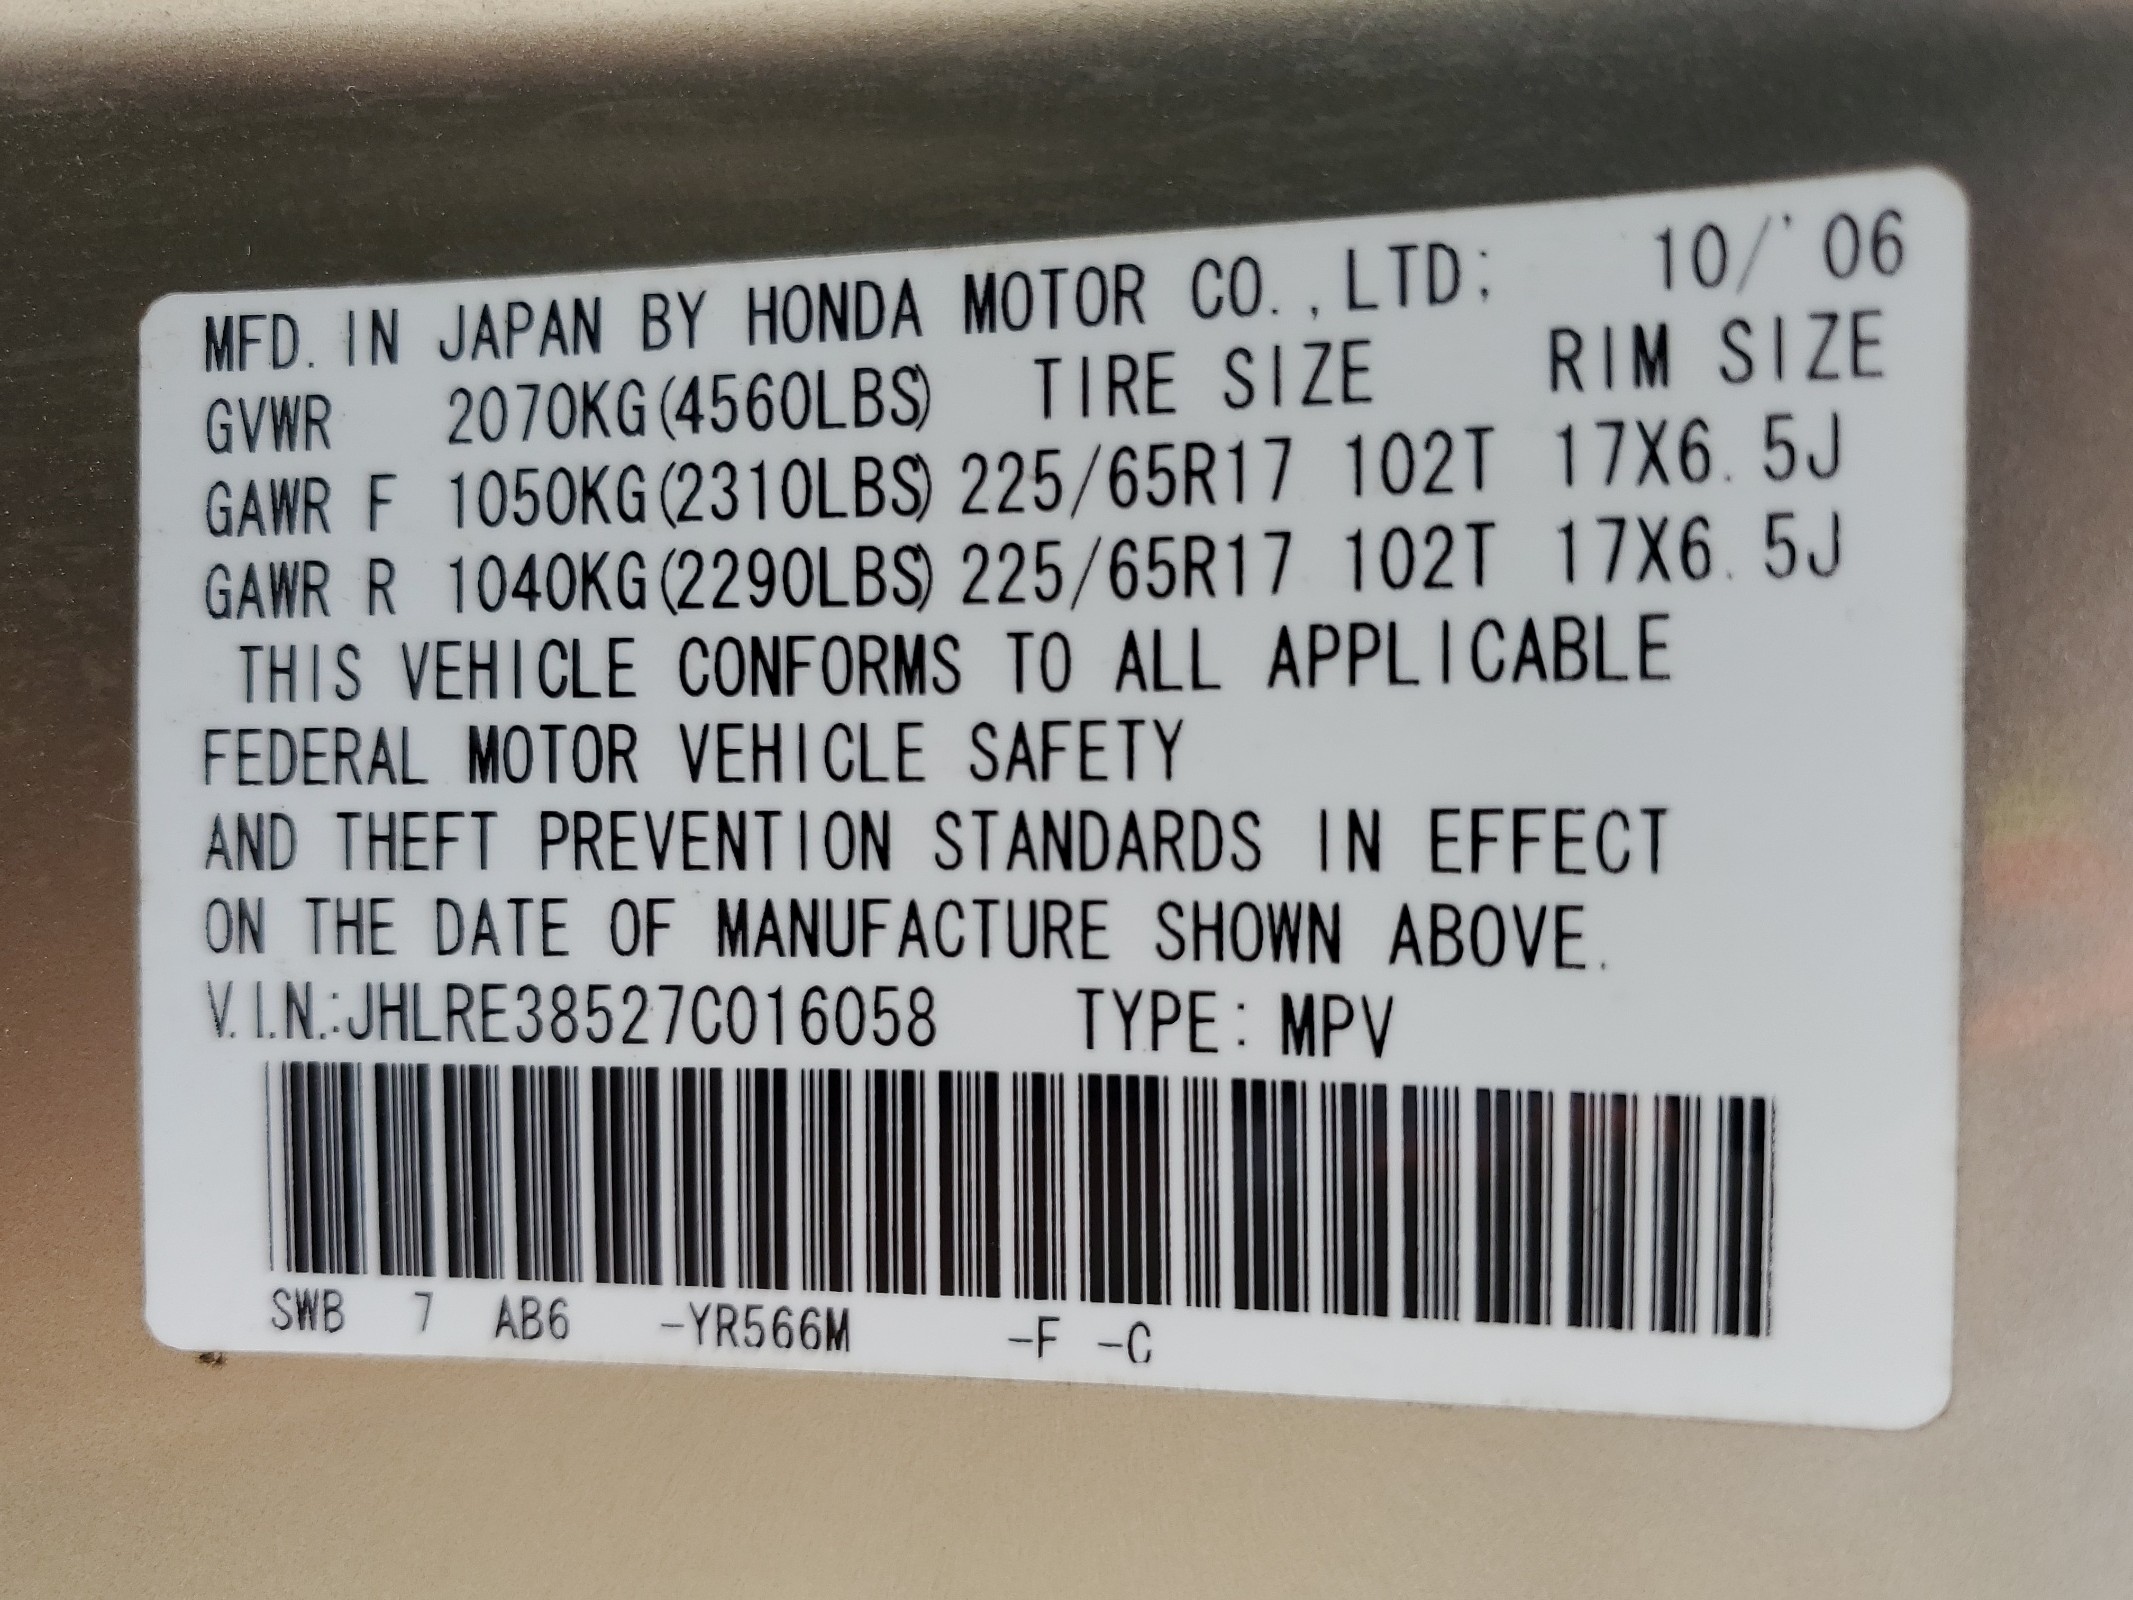 MFD. IN JAPAN BY HONDA MOTOR CO.,LTD; 10/'06
GVWR 2070KG(4560LBS) TIRE SIZE RIM SIZE
GAWR F 1050KG(2310LBS) 225/65R17 102T 17X6.5J
GAWR R 1040KG(2290LBS) 225/65R17 102T 17X6.5J
THIS VEHICLE CONFORMS TO ALL APPLICABLE
FEDERAL MOTOR VEHICLE SAFETY
AND THEFT PREVENTION STANDARDS IN EFFECT
ON THE DATE OF MANUFACTURE SHOWN ABOVE.
V.I.N.:JHLRE38527C016058 TYPE: MPV
SWB 7 AB6 -YR566M -F -C